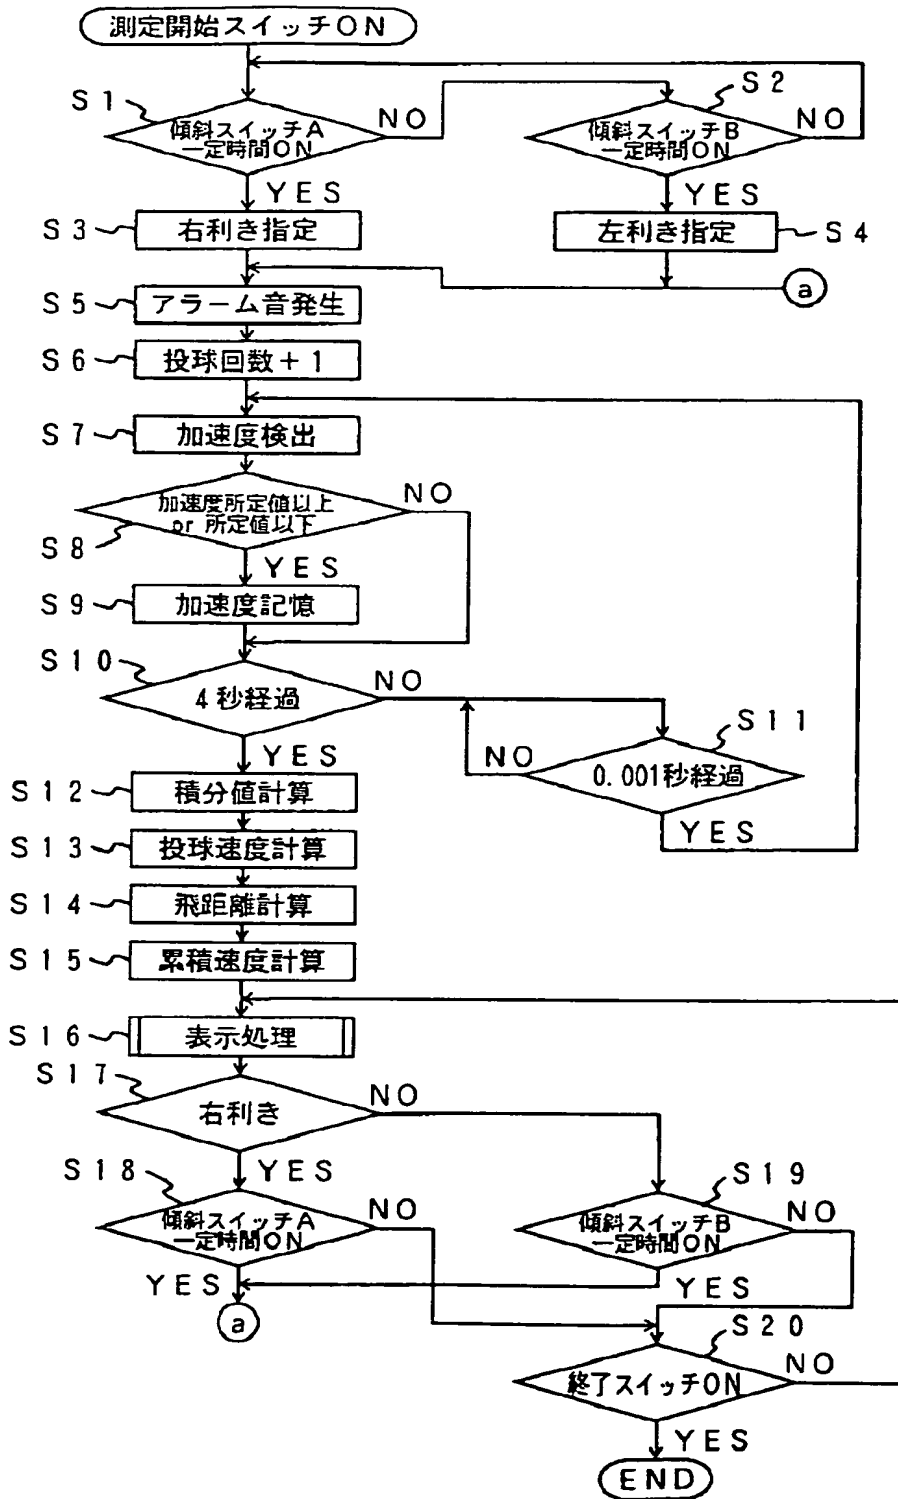 測定開始スイッチON
S1
傾斜スイッチA
一定時間ON
NO
S2
傾斜スイッチB
一定時間ON
NO
YES
YES
S3
右利き指定
左利き指定
S4
a
S5
アラーム音発生
S6
投球回数+1
S7
加速度検出
加速度所定値以上
or 所定値以下
NO
S8
YES
S9
加速度記憶
S10
4秒経過
NO
S11
NO
0.001秒経過
YES
YES
S12
積分値計算
S13
投球速度計算
S14
飛距離計算
S15
累積速度計算
S16
表示処理
S17
右利き
NO
YES
S18
傾斜スイッチA
一定時間ON
NO
S19
傾斜スイッチB
一定時間ON
NO
YES
YES
a
S20
終了スイッチON
NO
YES
END